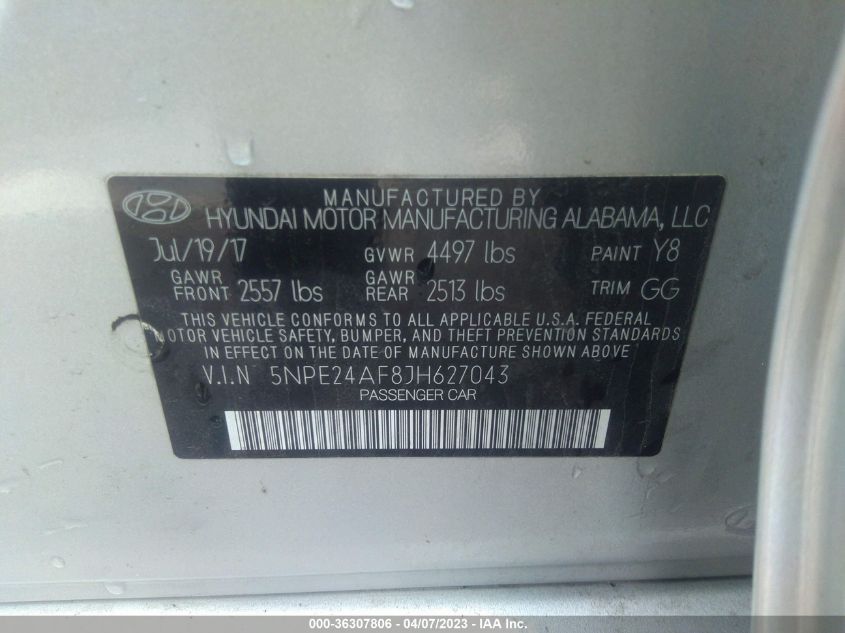 MANUFACTURED BY
HYUNDAI MOTOR MANUFACTURING ALABAMA, LLC
Jul/19/17 GVWR 4497 lbs PAINT Y8
GAWR FRONT 2557 lbs GAWR REAR 2513 lbs TRIM GG
THIS VEHICLE CONFORMS TO ALL APPLICABLE U.S.A. FEDERAL
MOTOR VEHICLE SAFETY, BUMPER, AND THEFT PREVENTION STANDARDS
IN EFFECT ON THE DATE OF MANUFACTURE SHOWN ABOVE
V.I.N 5NPE24AF8JH627043
PASSENGER CAR
000-36307806 - 04/07/2023 - IAA Inc.